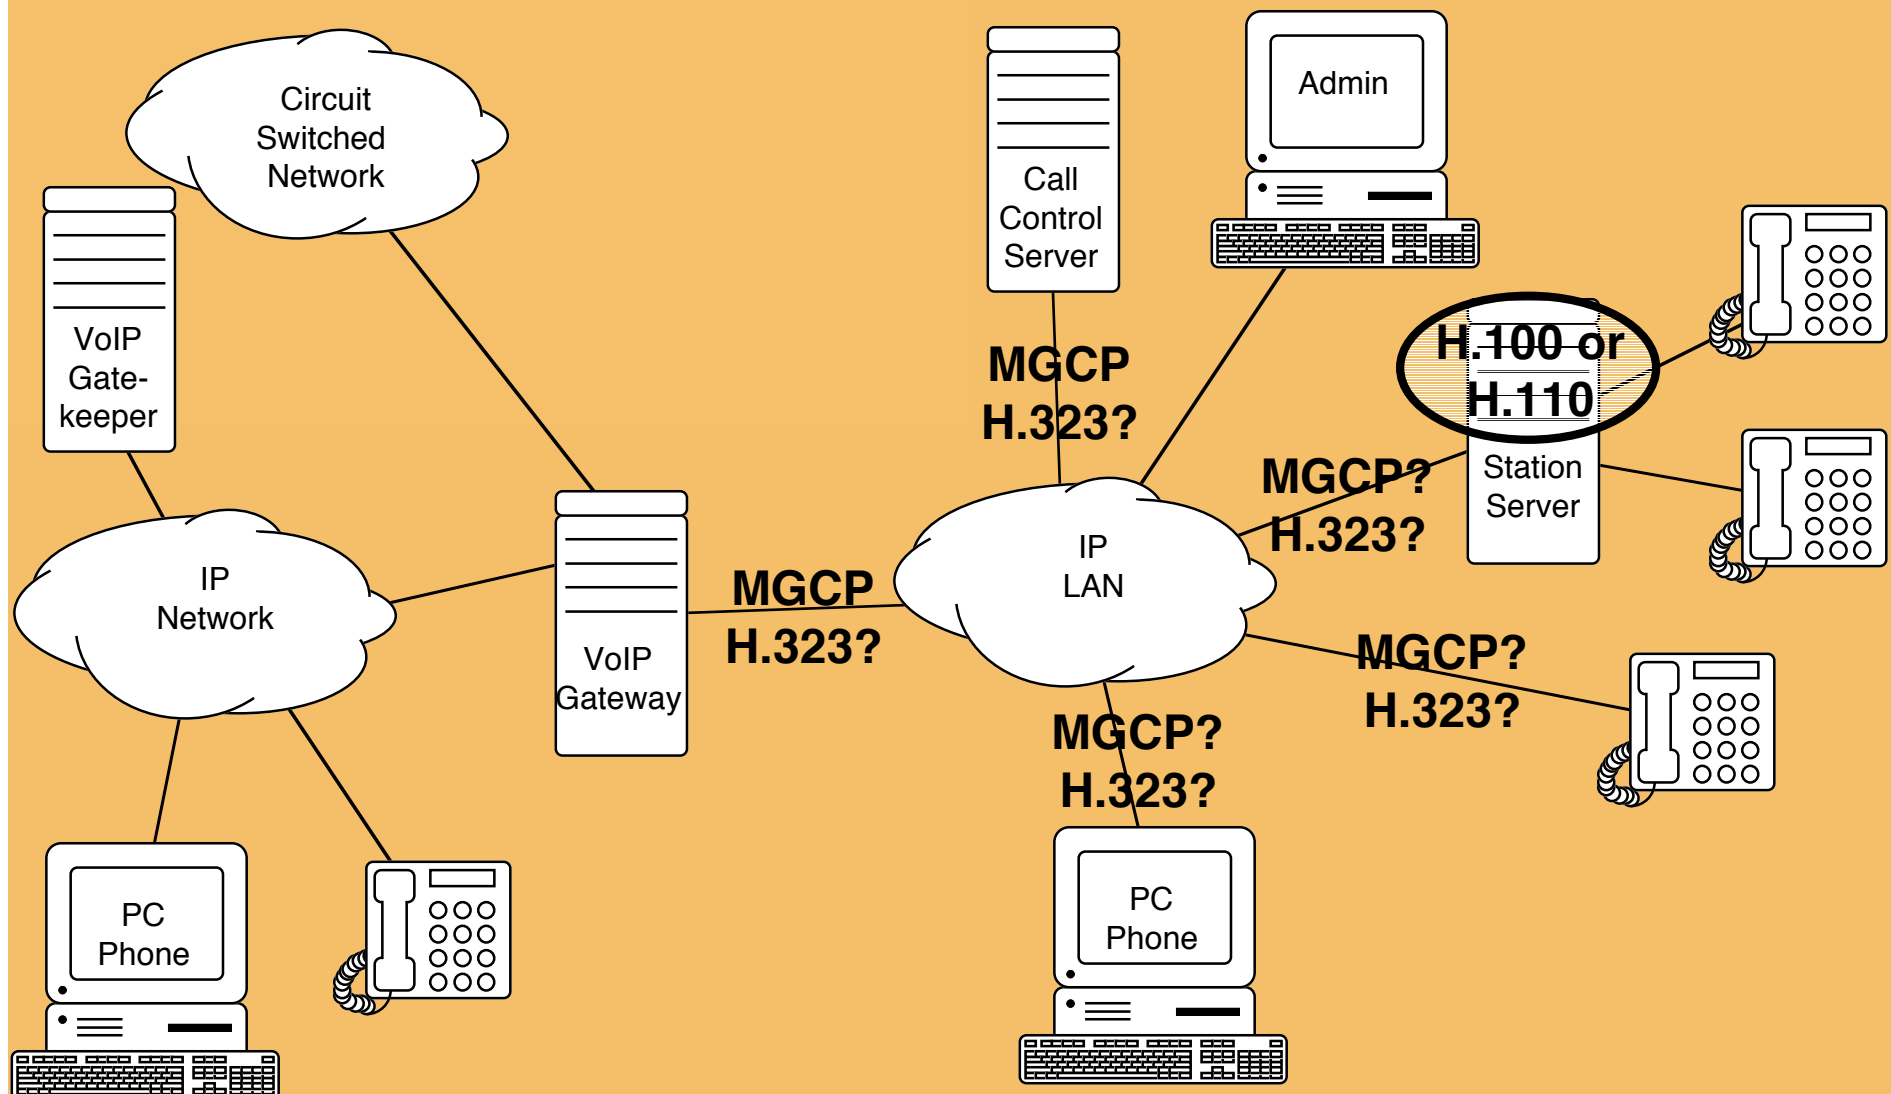 Circuit
Switched
Network
Admin
Call
Control
Server
VoIP
Gate-
keeper
MGCP
H.323?
H.100 or
H.110
MGCP?
H.323?
Station
Server
IP
Network
IP
LAN
MGCP
H.323?
VoIP
Gateway
MGCP?
H.323?
MGCP?
H.323?
PC
Phone
PC
Phone